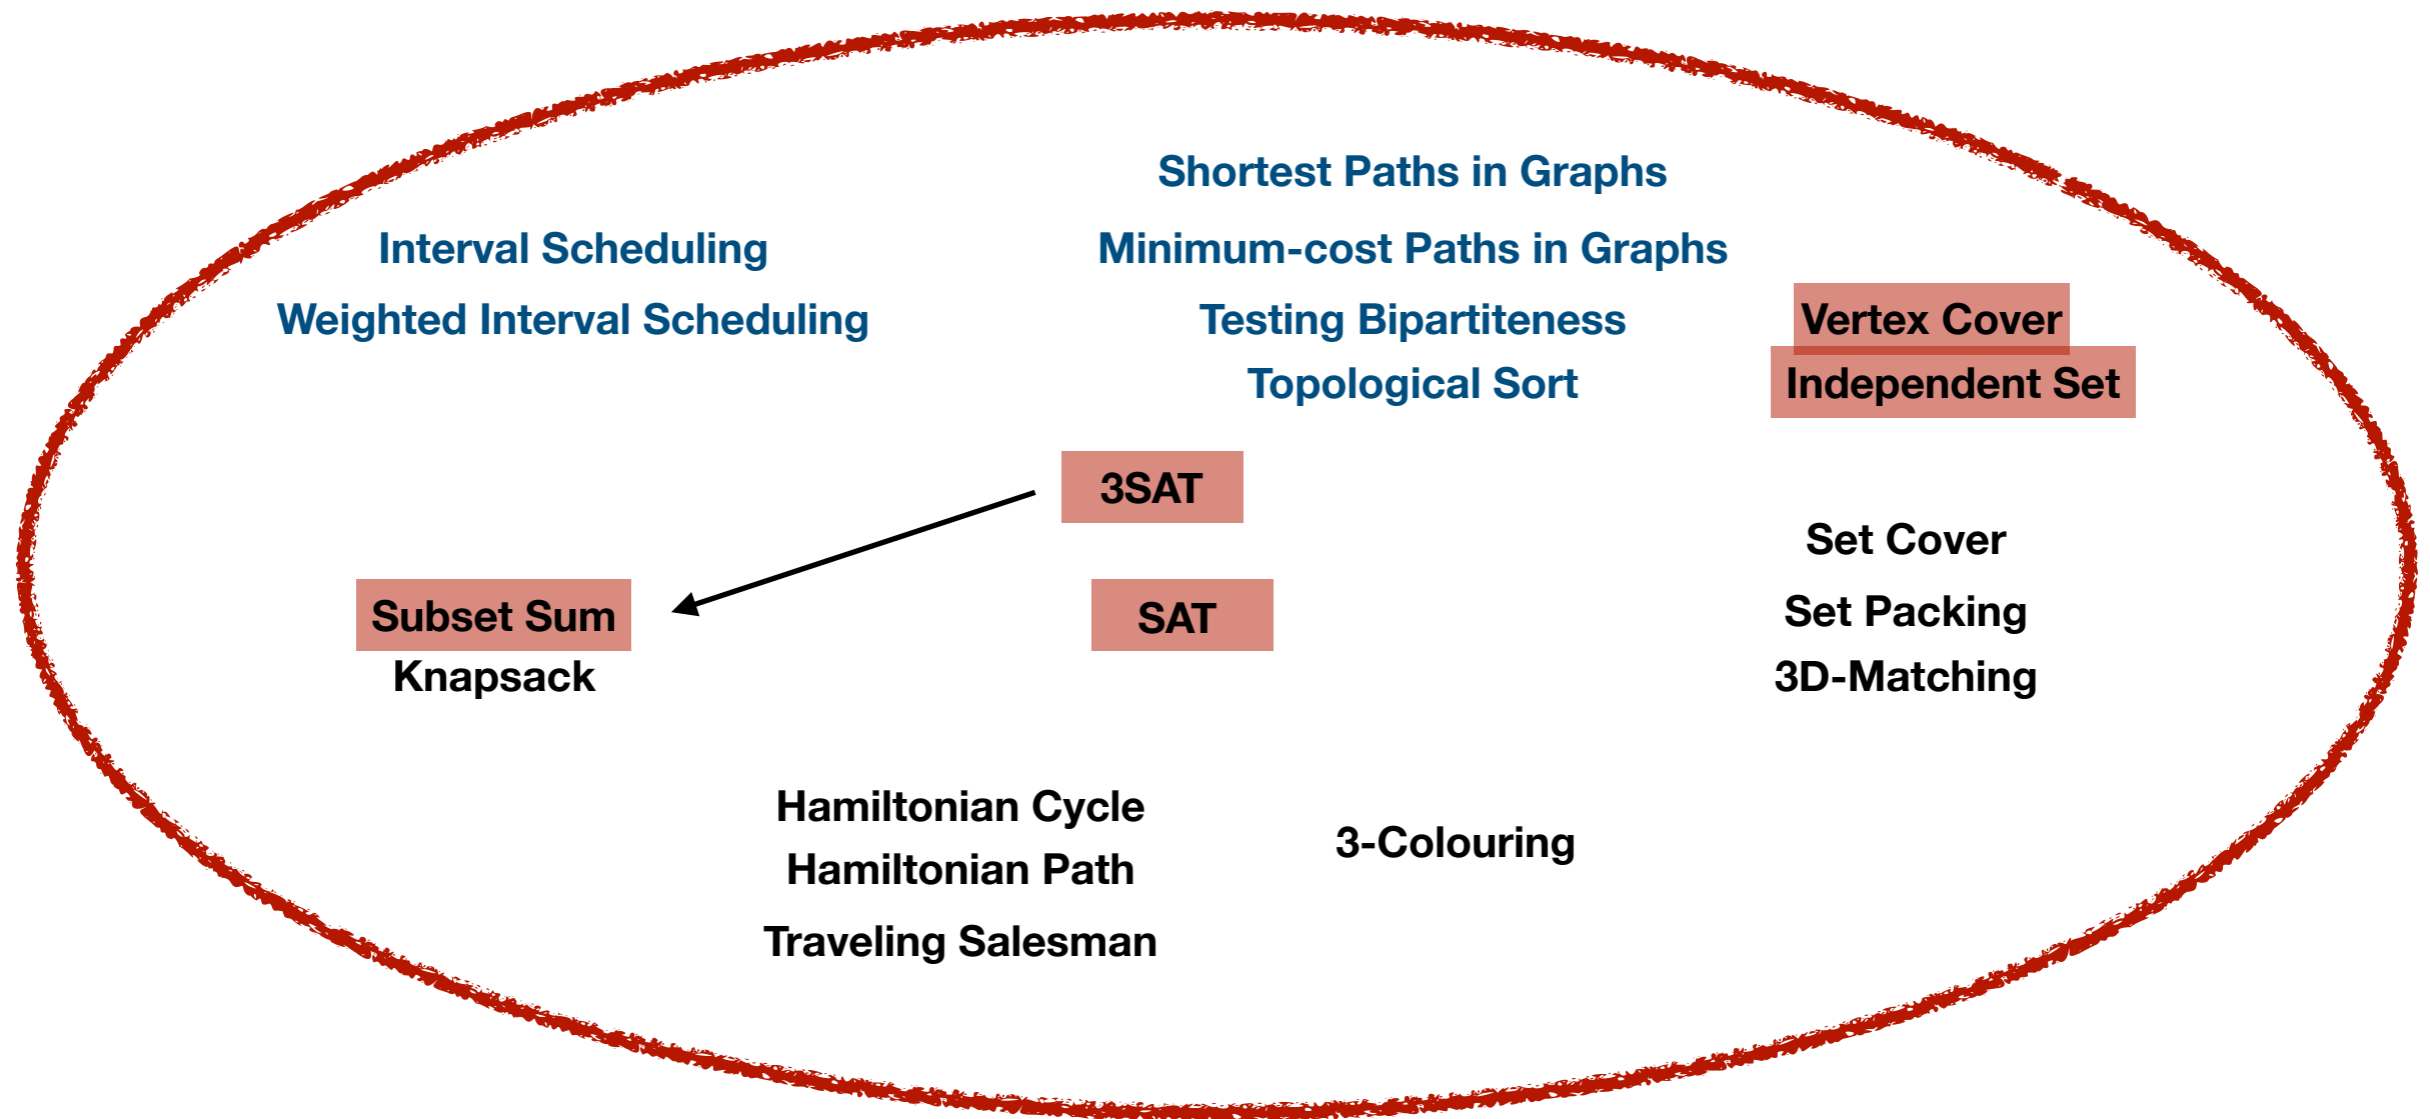 Shortest Paths in Graphs
Interval Scheduling
Minimum-cost Paths in Graphs
Weighted Interval Scheduling
Testing Bipartiteness
Vertex Cover
Topological Sort
Independent Set
3SAT
Set Cover
Subset Sum
SAT
Set Packing
Knapsack
3D-Matching
Hamiltonian Cycle
3-Colouring
Hamiltonian Path
Traveling Salesman